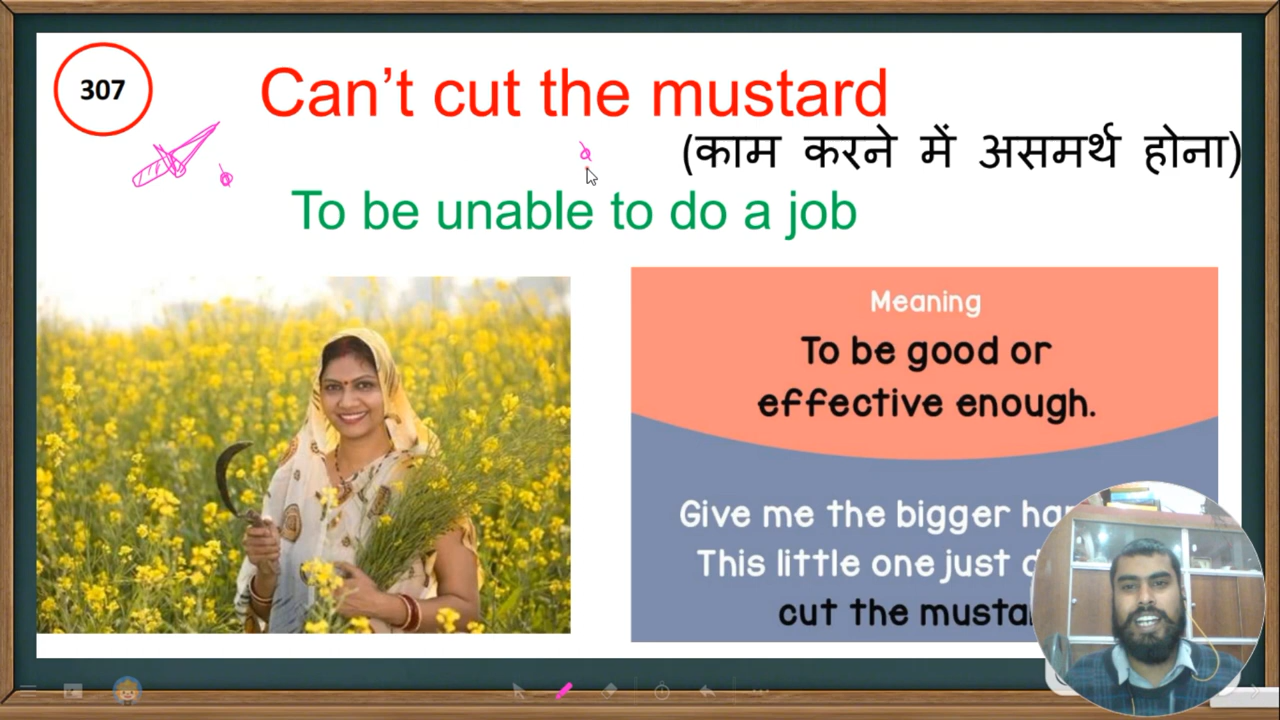 307
Can't cut the mustard
(काम करने में असमर्थ होना)
To be unable to do a job
Meaning
To be good or
effective enough.
Give me the bigger
This little one just
cut the